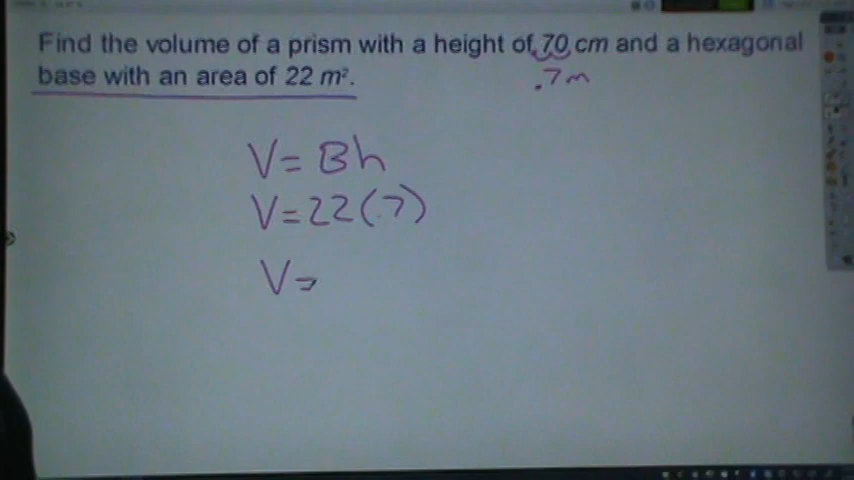 Find the volume of a prism with a height of 70 cm and a hexagonal
base with an area of 22 m².
.7m
V = Bh
V = 22(.7)
V =